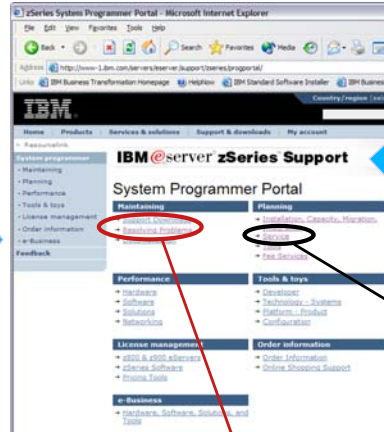 zSeries System Programmer Portal - Microsoft Internet Explorer
File Edit View Favorites Tools Help
Back Search Favorites Media
Address http://www-1.ibm.com/servers/eserver/support/zseries/progportal/
Links IBM Business Transformation Homepage HelpNow IBM Standard Software Installer IBM Business
Country/region
IBM
Home Products Services & solutions Support & downloads My account
Resourcelink
System programmer
Maintaining
Planning
Performance
Tools & toys
License management
Order information
e-Business
Feedback
IBM eserver zSeries Support
System Programmer Portal
Maintaining
Support Downloads
Resolving Problems
Planning
Installation, Capacity, Migration,
Service
Fee Services
Performance
Hardware
Software
Solutions
Networking
Tools & toys
Developer
Technology - Systems
Platform - Product
Configuration
License management
z800 & z900 eServers
zSeries Software
Pricing Tools
Order information
Order Information
Online Shopping Support
e-Business
Hardware, Software, Solutions, and
Tools